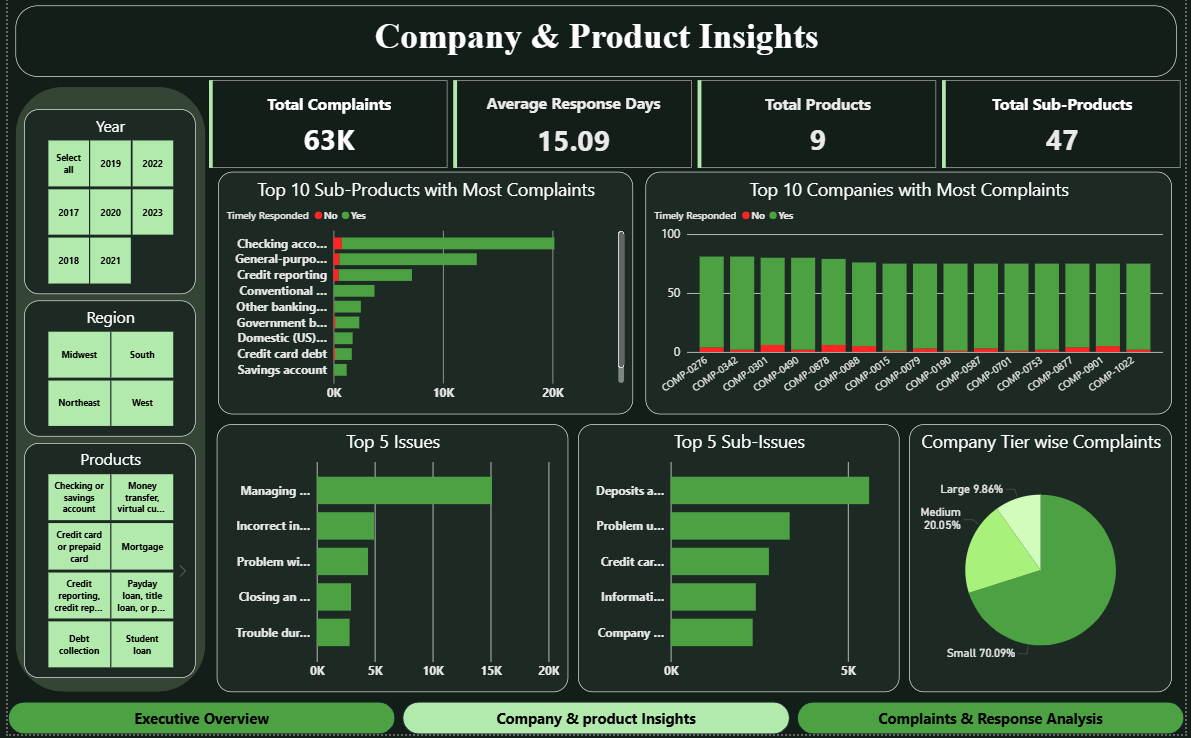 Company & Product Insights
Total Complaints
63K
Average Response Days
15.09
Total Products
9
Total Sub-Products
47
Year
Select all
2019
2022
2017
2020
2023
2018
2021
Region
Midwest
South
Northeast
West
Products
Checking or
savings
account
Money
transfer,
virtual cu...
Credit card
or prepaid
card
Mortgage
Credit
reporting,
credit rep...
Payday
loan, title
loan, or p...
Debt
collection
Student
loan
Top 10 Sub-Products with Most Complaints
Timely Responded No Yes
Checking acco...
General-purpo...
Credit reporting
Conventional ...
Other banking...
Government b...
Domestic (US)...
Credit card debt
Savings account
0K 10K 20K
Top 10 Companies with Most Complaints
Timely Responded No Yes
100
50
0
COMP-0276 COMP-0342 COMP-0301 COMP-0490 COMP-0878 COMP-0088 COMP-0015 COMP-0079 COMP-0190 COMP-0587 COMP-0701 COMP-0753 COMP-0877 COMP-0901 COMP-1022
Top 5 Issues
Managing ...
Incorrect in...
Problem wi...
Closing an ...
Trouble dur...
0K 5K 10K 15K 20K
Top 5 Sub-Issues
Deposits a...
Problem u...
Credit car...
Informati...
Company ...
0K 5K
Company Tier wise Complaints
Large 9.86%
Medium
20.05%
Small 70.09%
Executive Overview
Company & product Insights
Complaints & Response Analysis